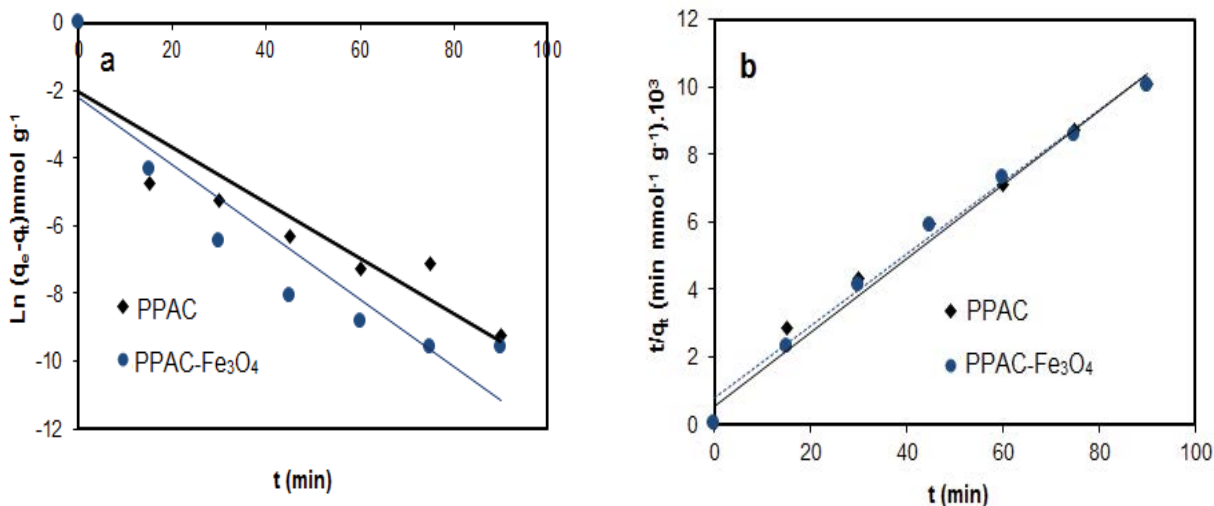 a
0
0
20
40
60
80
100
-2
-4
-6
-8
-10
-12
Ln (qₑ-qₜ)mmol g⁻¹
PPAC
PPAC-Fe₃O₄
t (min)
b
12
10
8
6
4
2
0
0
20
40
60
80
100
t/qₜ (min mmol⁻¹ g⁻¹).10³
PPAC
PPAC-Fe₃O₄
t (min)